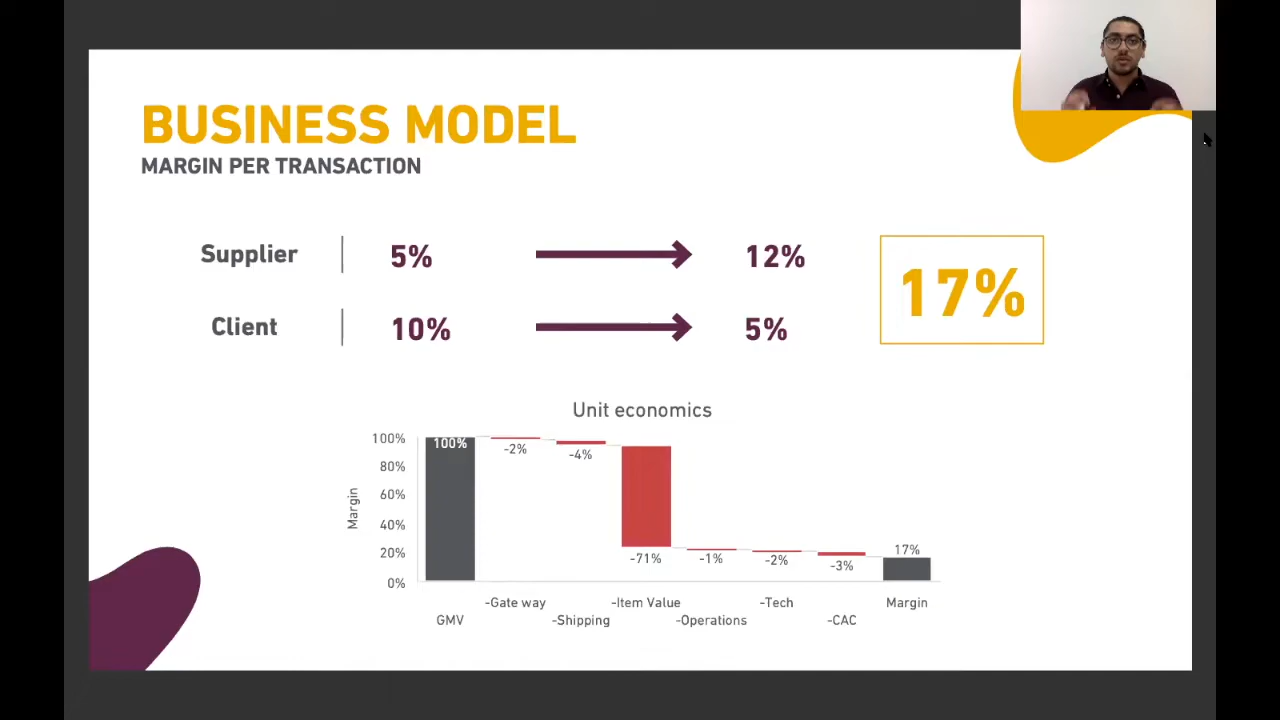 BUSINESS MODEL
MARGIN PER TRANSACTION
Supplier 5% 12%
Client 10% 5%
17%
Unit economics
Margin
100%
80%
60%
40%
20%
0%
100%
-2%
-4%
-71%
-1%
-2%
-3%
17%
GMV
-Gate way
-Shipping
-Item Value
-Operations
-Tech
-CAC
Margin